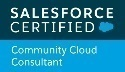 SALESFORCE
CERTIFIED
Community Cloud
Consultant